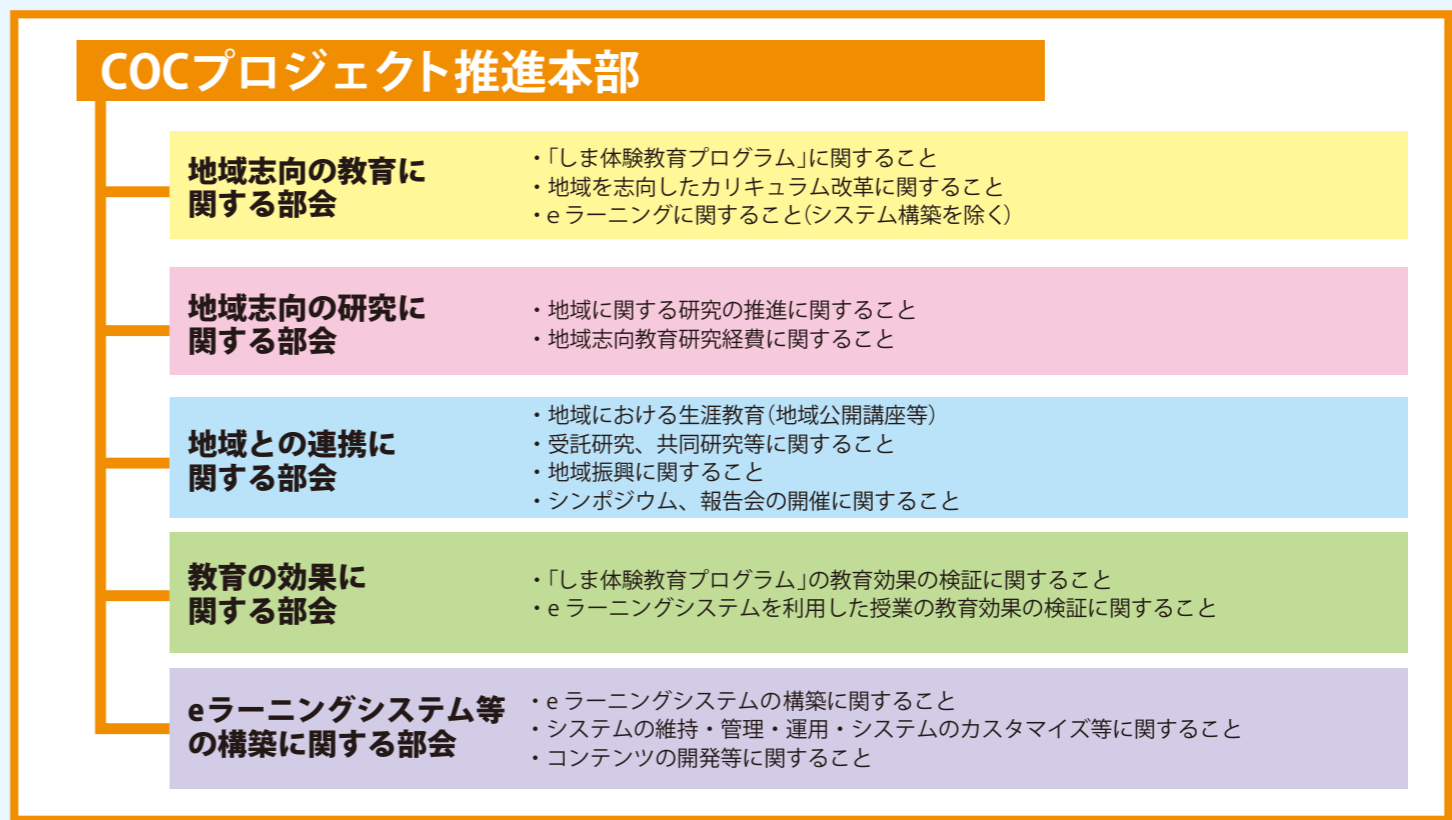 COCプロジェクト推進本部
地域志向の教育に
関する部会
・「しま体験教育プログラム」に関すること
・地域を志向したカリキュラム改革に関すること
・e ラーニングに関すること(システム構築を除く)
地域志向の研究に
関する部会
・地域に関する研究の推進に関すること
・地域志向教育研究経費に関すること
地域との連携に
関する部会
・地域における生涯教育(地域公開講座等)
・受託研究、共同研究等に関すること
・地域振興に関すること
・シンポジウム、報告会の開催に関すること
教育の効果に
関する部会
・「しま体験教育プログラム」の教育効果の検証に関すること
・e ラーニングシステムを利用した授業の教育効果の検証に関すること
eラーニングシステム等
の構築に関する部会
・e ラーニングシステムの構築に関すること
・システムの維持・管理・運用・システムのカスタマイズ等に関すること
・コンテンツの開発等に関すること